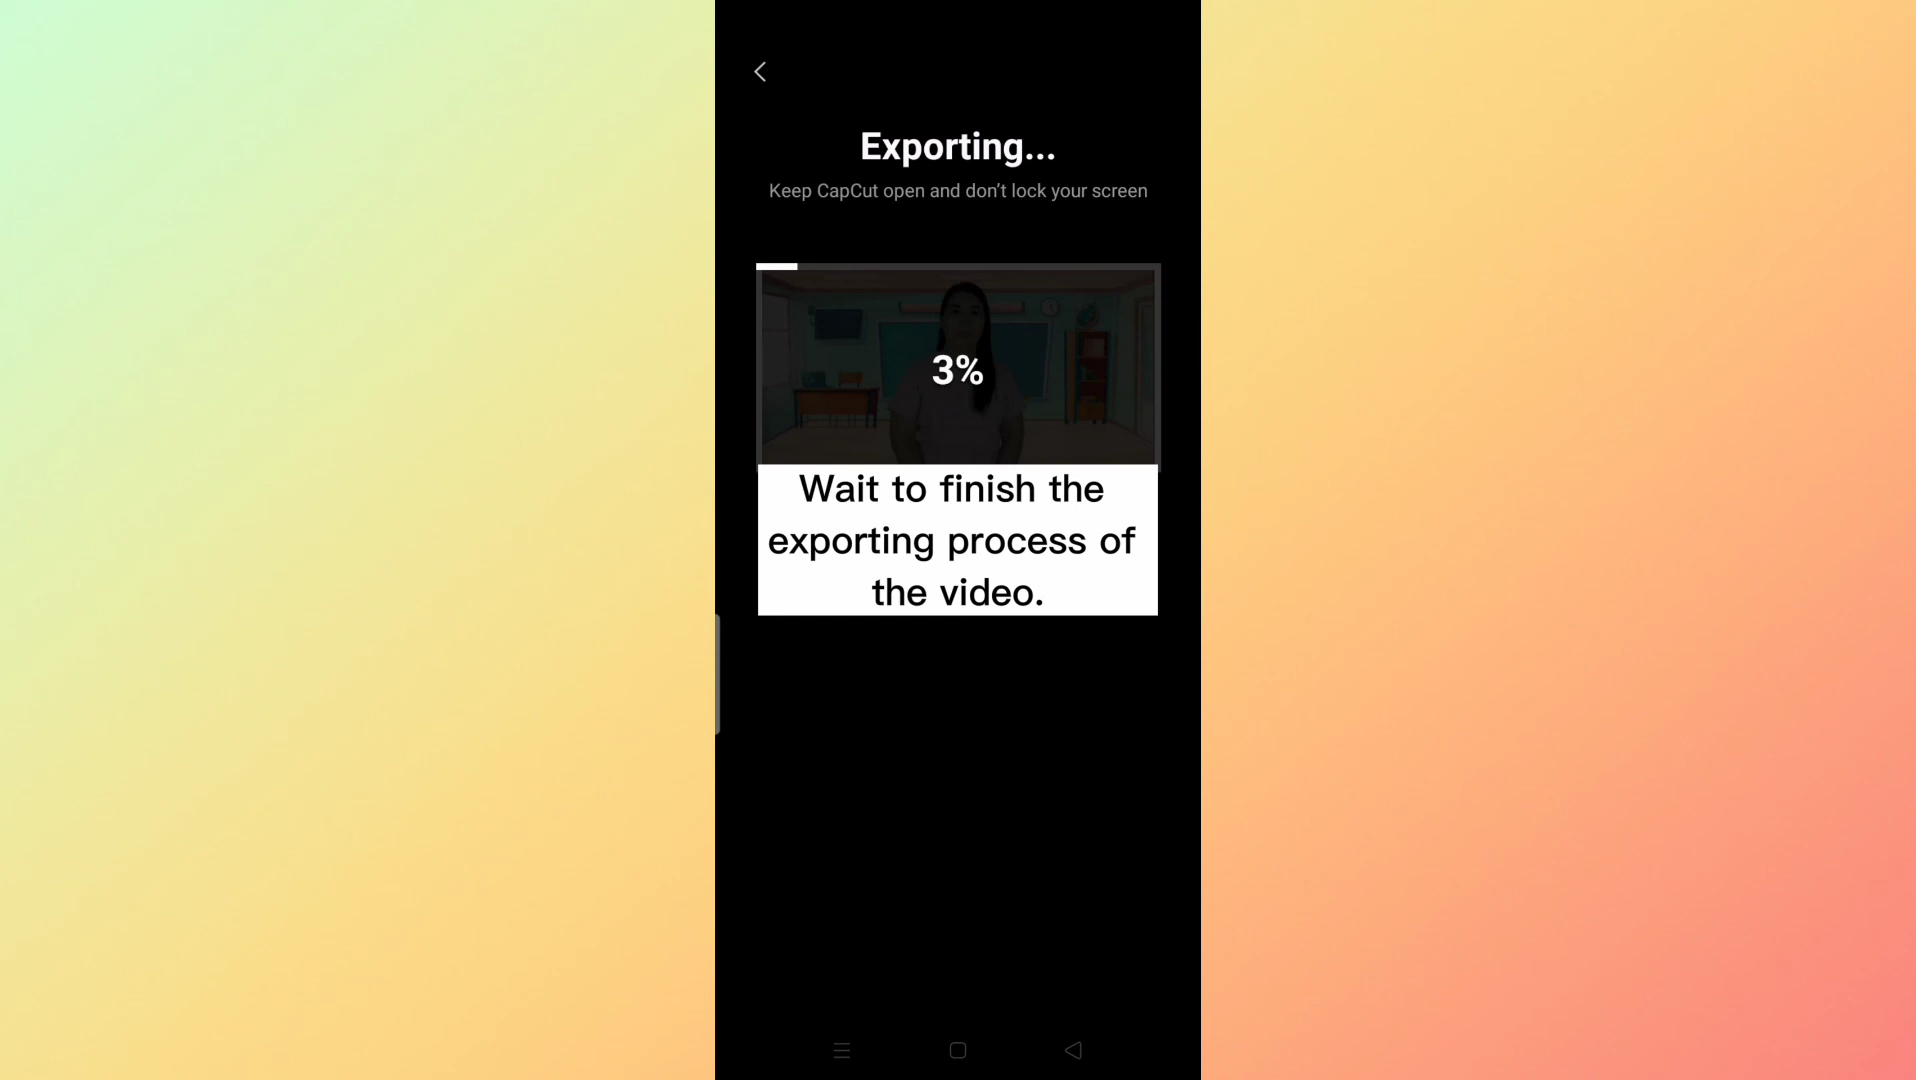 Exporting...
Keep CapCut open and don’t lock your screen
3%
Wait to finish the
exporting process of
the video.